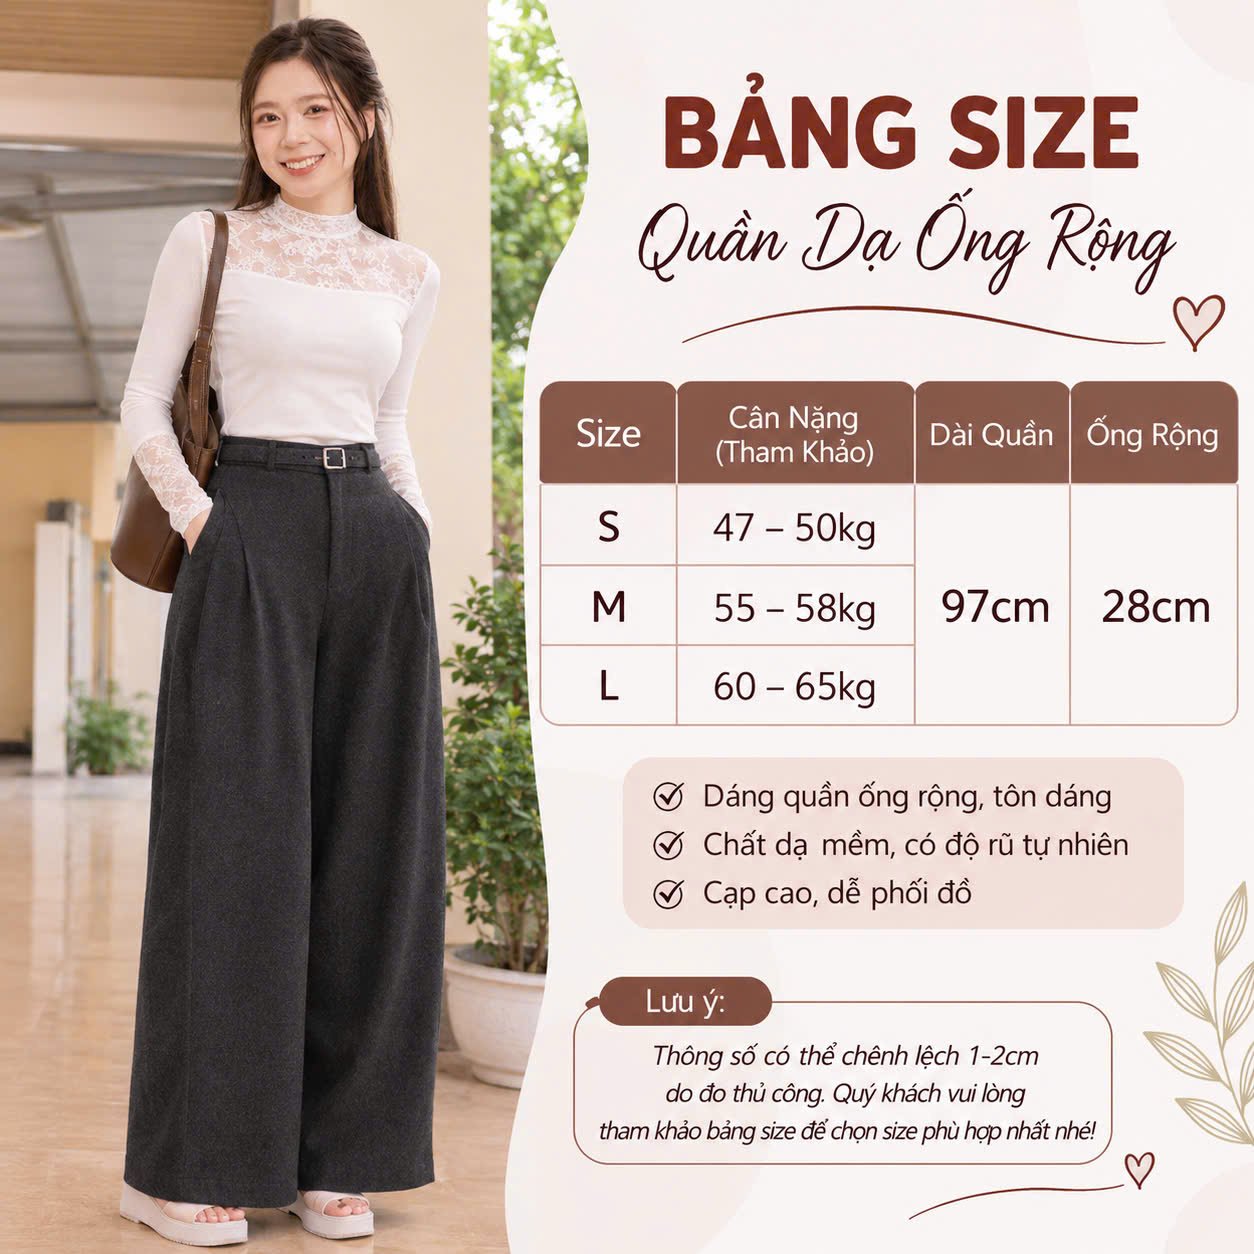 BẢNG SIZE
Quần Dạ Ống Rộng
Size
Cân Nặng
(Tham Khảo)
Dài Quần
Ống Rộng
S
47 – 50kg
M
55 – 58kg
97cm
28cm
L
60 – 65kg
Dáng quần ống rộng, tôn dáng
Chất dạ mềm, có độ rũ tự nhiên
Cạp cao, dễ phối đồ
Lưu ý:
Thông số có thể chênh lệch 1-2cm
do đo thủ công. Quý khách vui lòng
tham khảo bảng size để chọn size phù hợp nhất nhé!